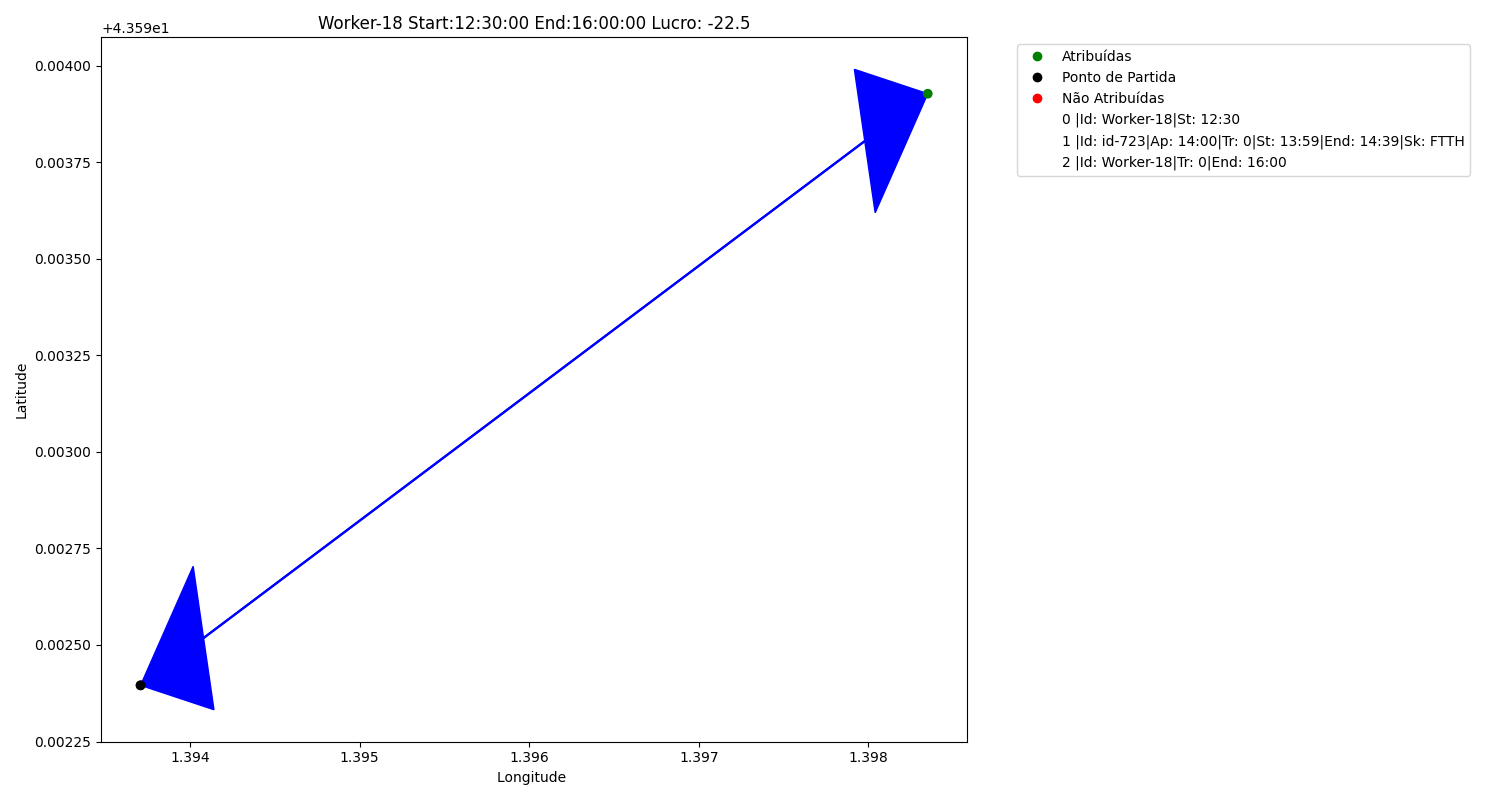 Worker-18 Start:12:30:00 End:16:00:00 Lucro: -22.5
+4.359e1
0.00400
0.00375
0.00350
0.00325
0.00300
0.00275
0.00250
0.00225
Latitude
1.394 1.395 1.396 1.397 1.398
Longitude
Atribuídas
Ponto de Partida
Não Atribuídas
0 |Id: Worker-18|St: 12:30
1 |Id: id-723|Ap: 14:00|Tr: 0|St: 13:59|End: 14:39|Sk: FTTH
2 |Id: Worker-18|Tr: 0|End: 16:00